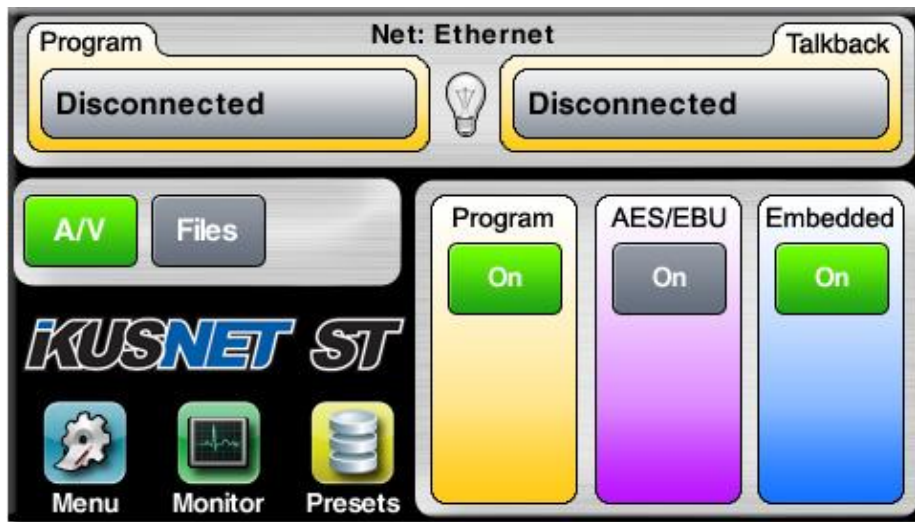 Net: Ethernet
Program
Talkback
Disconnected
Disconnected
A/V
Files
Program
AES/EBU
Embedded
On
On
On
iKUSNET ST
Menu
Monitor
Presets